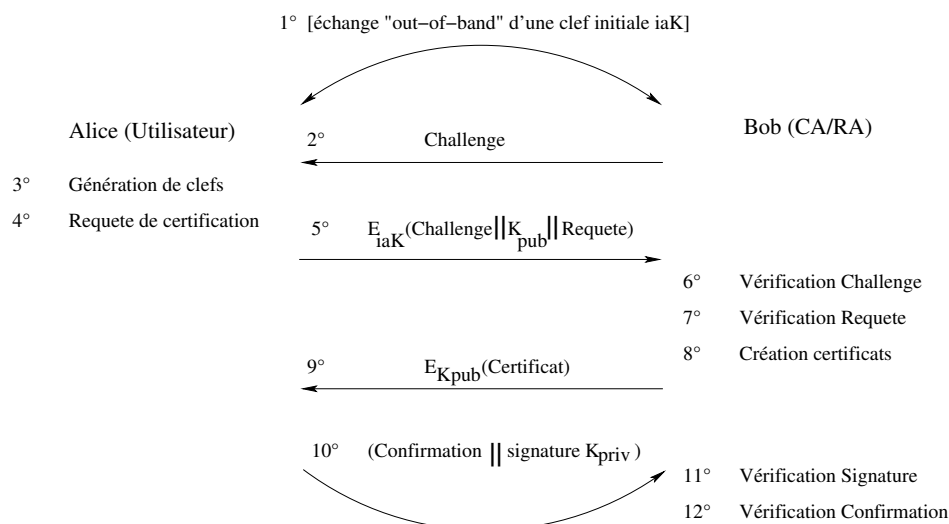 1° [échange "out−of−band" d'une clef initiale iaK]
Alice (Utilisateur)
Bob (CA/RA)
2° Challenge
3° Génération de clefs
4° Requete de certification
5° E_iaK(Challenge||K_pub||Requete)
6° Vérification Challenge
7° Vérification Requete
8° Création certificats
9° E_Kpub(Certificat)
10° (Confirmation || signature K_priv )
11° Vérification Signature
12° Vérification Confirmation